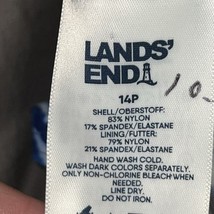 LANDS'
END
14P
SHELL/OBERSTOFF:
83% NYLON
17% SPANDEX/ELASTANE
LINING/FUTTER:
79% NYLON
21% SPANDEX/ELASTANE
HAND WASH COLD.
WASH DARK COLORS SEPARATELY.
ONLY NON-CHLORINE BLEACH WHEN
NEEDED.
LINE DRY.
DO NOT IRON.
10-